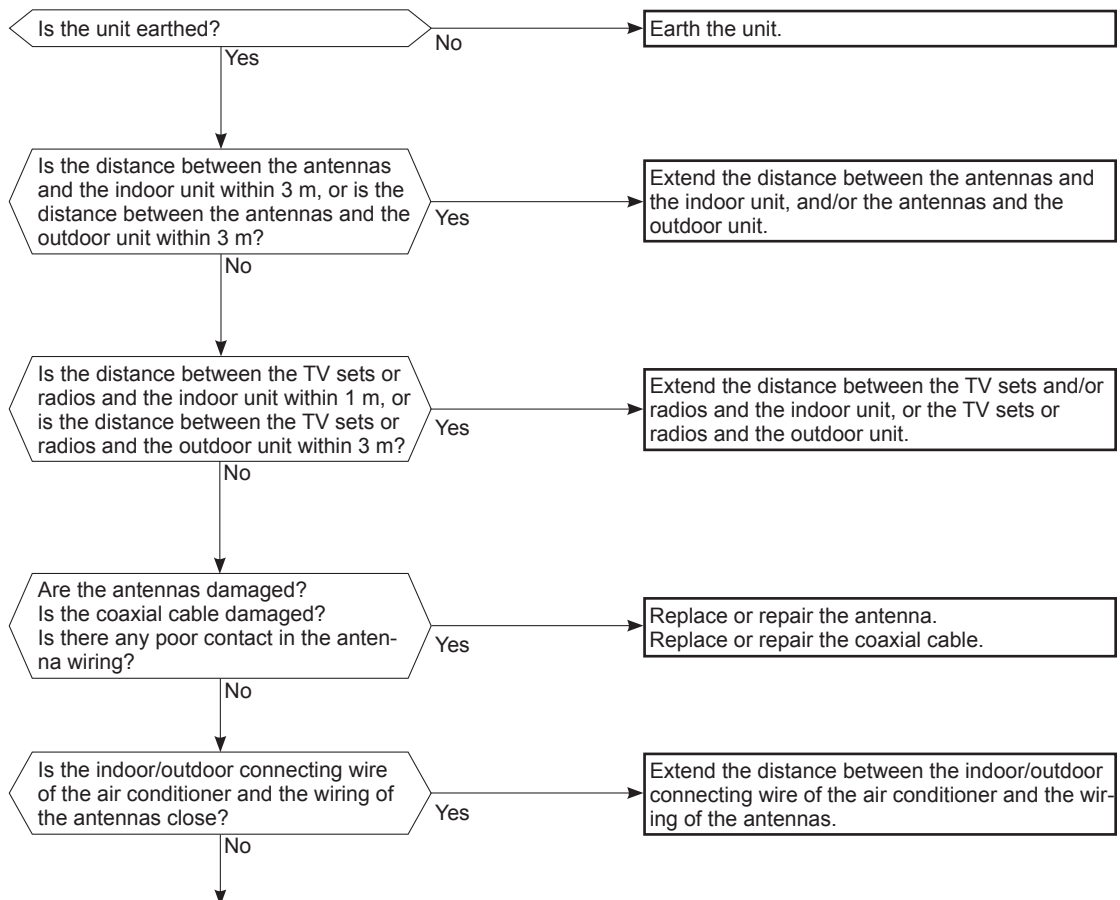 Is the unit earthed?
No
Earth the unit.
Yes
Is the distance between the antennas
and the indoor unit within 3 m, or is the
distance between the antennas and the
outdoor unit within 3 m?
Yes
Extend the distance between the antennas and
the indoor unit, and/or the antennas and the
outdoor unit.
No
Is the distance between the TV sets or
radios and the indoor unit within 1 m, or
is the distance between the TV sets or
radios and the outdoor unit within 3 m?
Yes
Extend the distance between the TV sets and/or
radios and the indoor unit, or the TV sets or
radios and the outdoor unit.
No
Are the antennas damaged?
Is the coaxial cable damaged?
Is there any poor contact in the anten-
na wiring?
Yes
Replace or repair the antenna.
Replace or repair the coaxial cable.
No
Is the indoor/outdoor connecting wire
of the air conditioner and the wiring of
the antennas close?
Yes
Extend the distance between the indoor/outdoor
connecting wire of the air conditioner and the wir-
ing of the antennas.
No